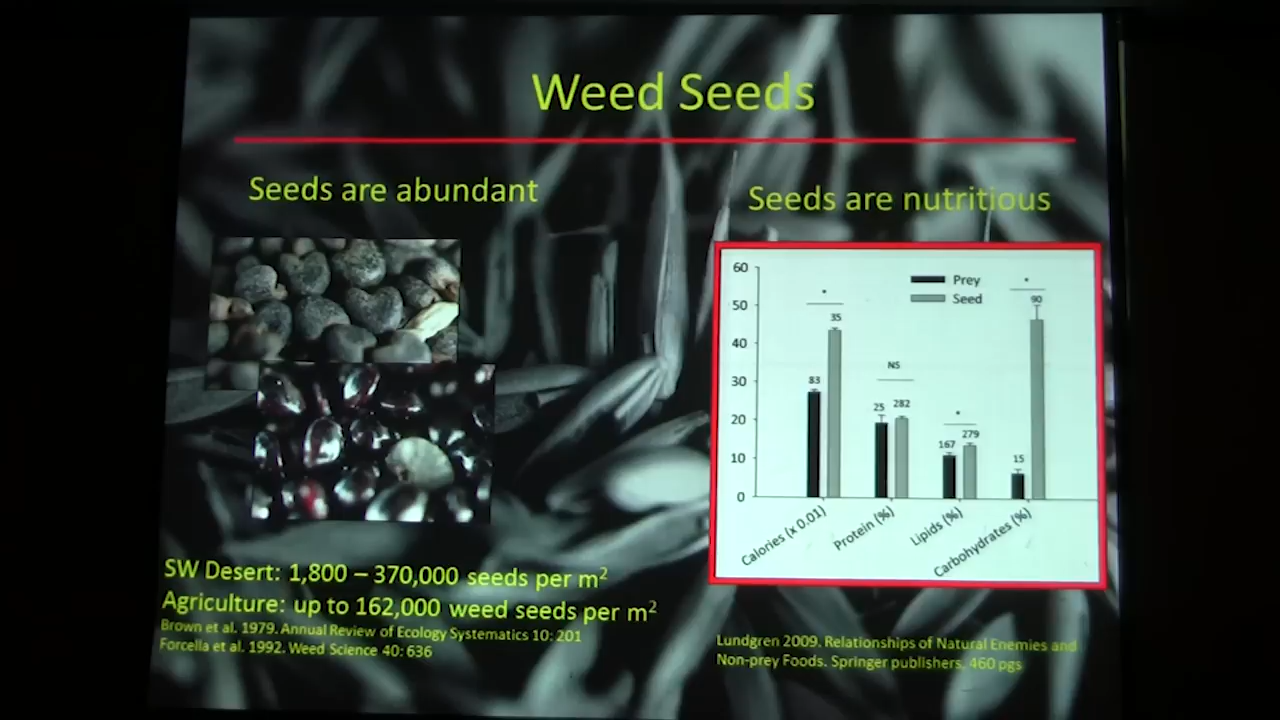 Weed Seeds
Seeds are abundant
SW Desert: 1,800 – 370,000 seeds per m²
Agriculture: up to 162,000 weed seeds per m²
Brown et al. 1979. Annual Review of Ecology Systematics 10: 201
Forcella et al. 1992. Weed Science 40: 636
Seeds are nutritious
60
50
40
30
20
10
0
Prey
Seed
*
83
35
NS
25
282
*
167
279
*
15
90
Calories (x 0.01)
Protein (%)
Lipids (%)
Carbohydrates (%)
Lundgren 2009. Relationships of Natural Enemies and
Non-prey Foods. Springer publishers. 460 pgs